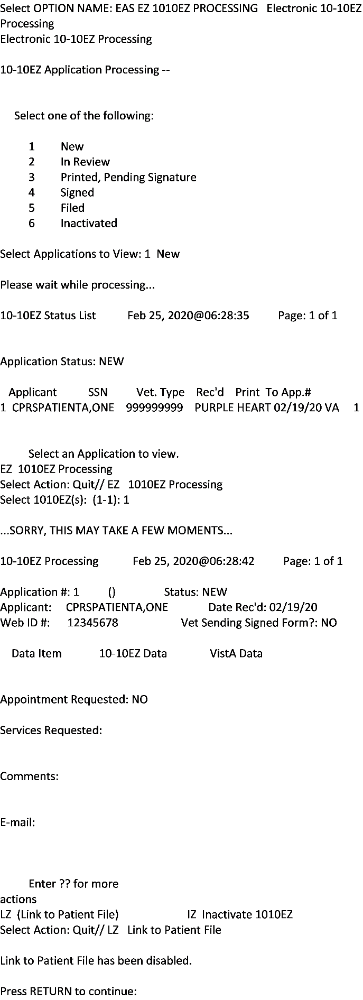 Select OPTION NAME: EAS EZ 1010EZ PROCESSING   Electronic 10-10EZ
Processing
Electronic 10-10EZ Processing
10-10EZ Application Processing --
Select one of the following:
1 New
2 In Review
3 Printed, Pending Signature
4 Signed
5 Filed
6 Inactivated
Select Applications to View: 1  New
Please wait while processing...
10-10EZ Status List Feb 25, 2020@06:28:35 Page: 1 of 1
Application Status: NEW
Applicant SSN Vet. Type Rec'd Print To App.#
1 CPRSPATIENTA,ONE 999999999 PURPLE HEART 02/19/20 VA 1
Select an Application to view.
EZ  1010EZ Processing
Select Action: Quit// EZ   1010EZ Processing
Select 1010EZ(s):  (1-1): 1
...SORRY, THIS MAY TAKE A FEW MOMENTS...
10-10EZ Processing Feb 25, 2020@06:28:42 Page: 1 of 1
Application #: 1 () Status: NEW
Applicant: CPRSPATIENTA,ONE Date Rec'd: 02/19/20
Web ID #: 12345678 Vet Sending Signed Form?: NO
Data Item 10-10EZ Data VistA Data
Appointment Requested: NO
Services Requested:
Comments:
E-mail:
Enter ?? for more
actions
LZ  (Link to Patient File) IZ  Inactivate 1010EZ
Select Action: Quit// LZ   Link to Patient File
Link to Patient File has been disabled.
Press RETURN to continue: